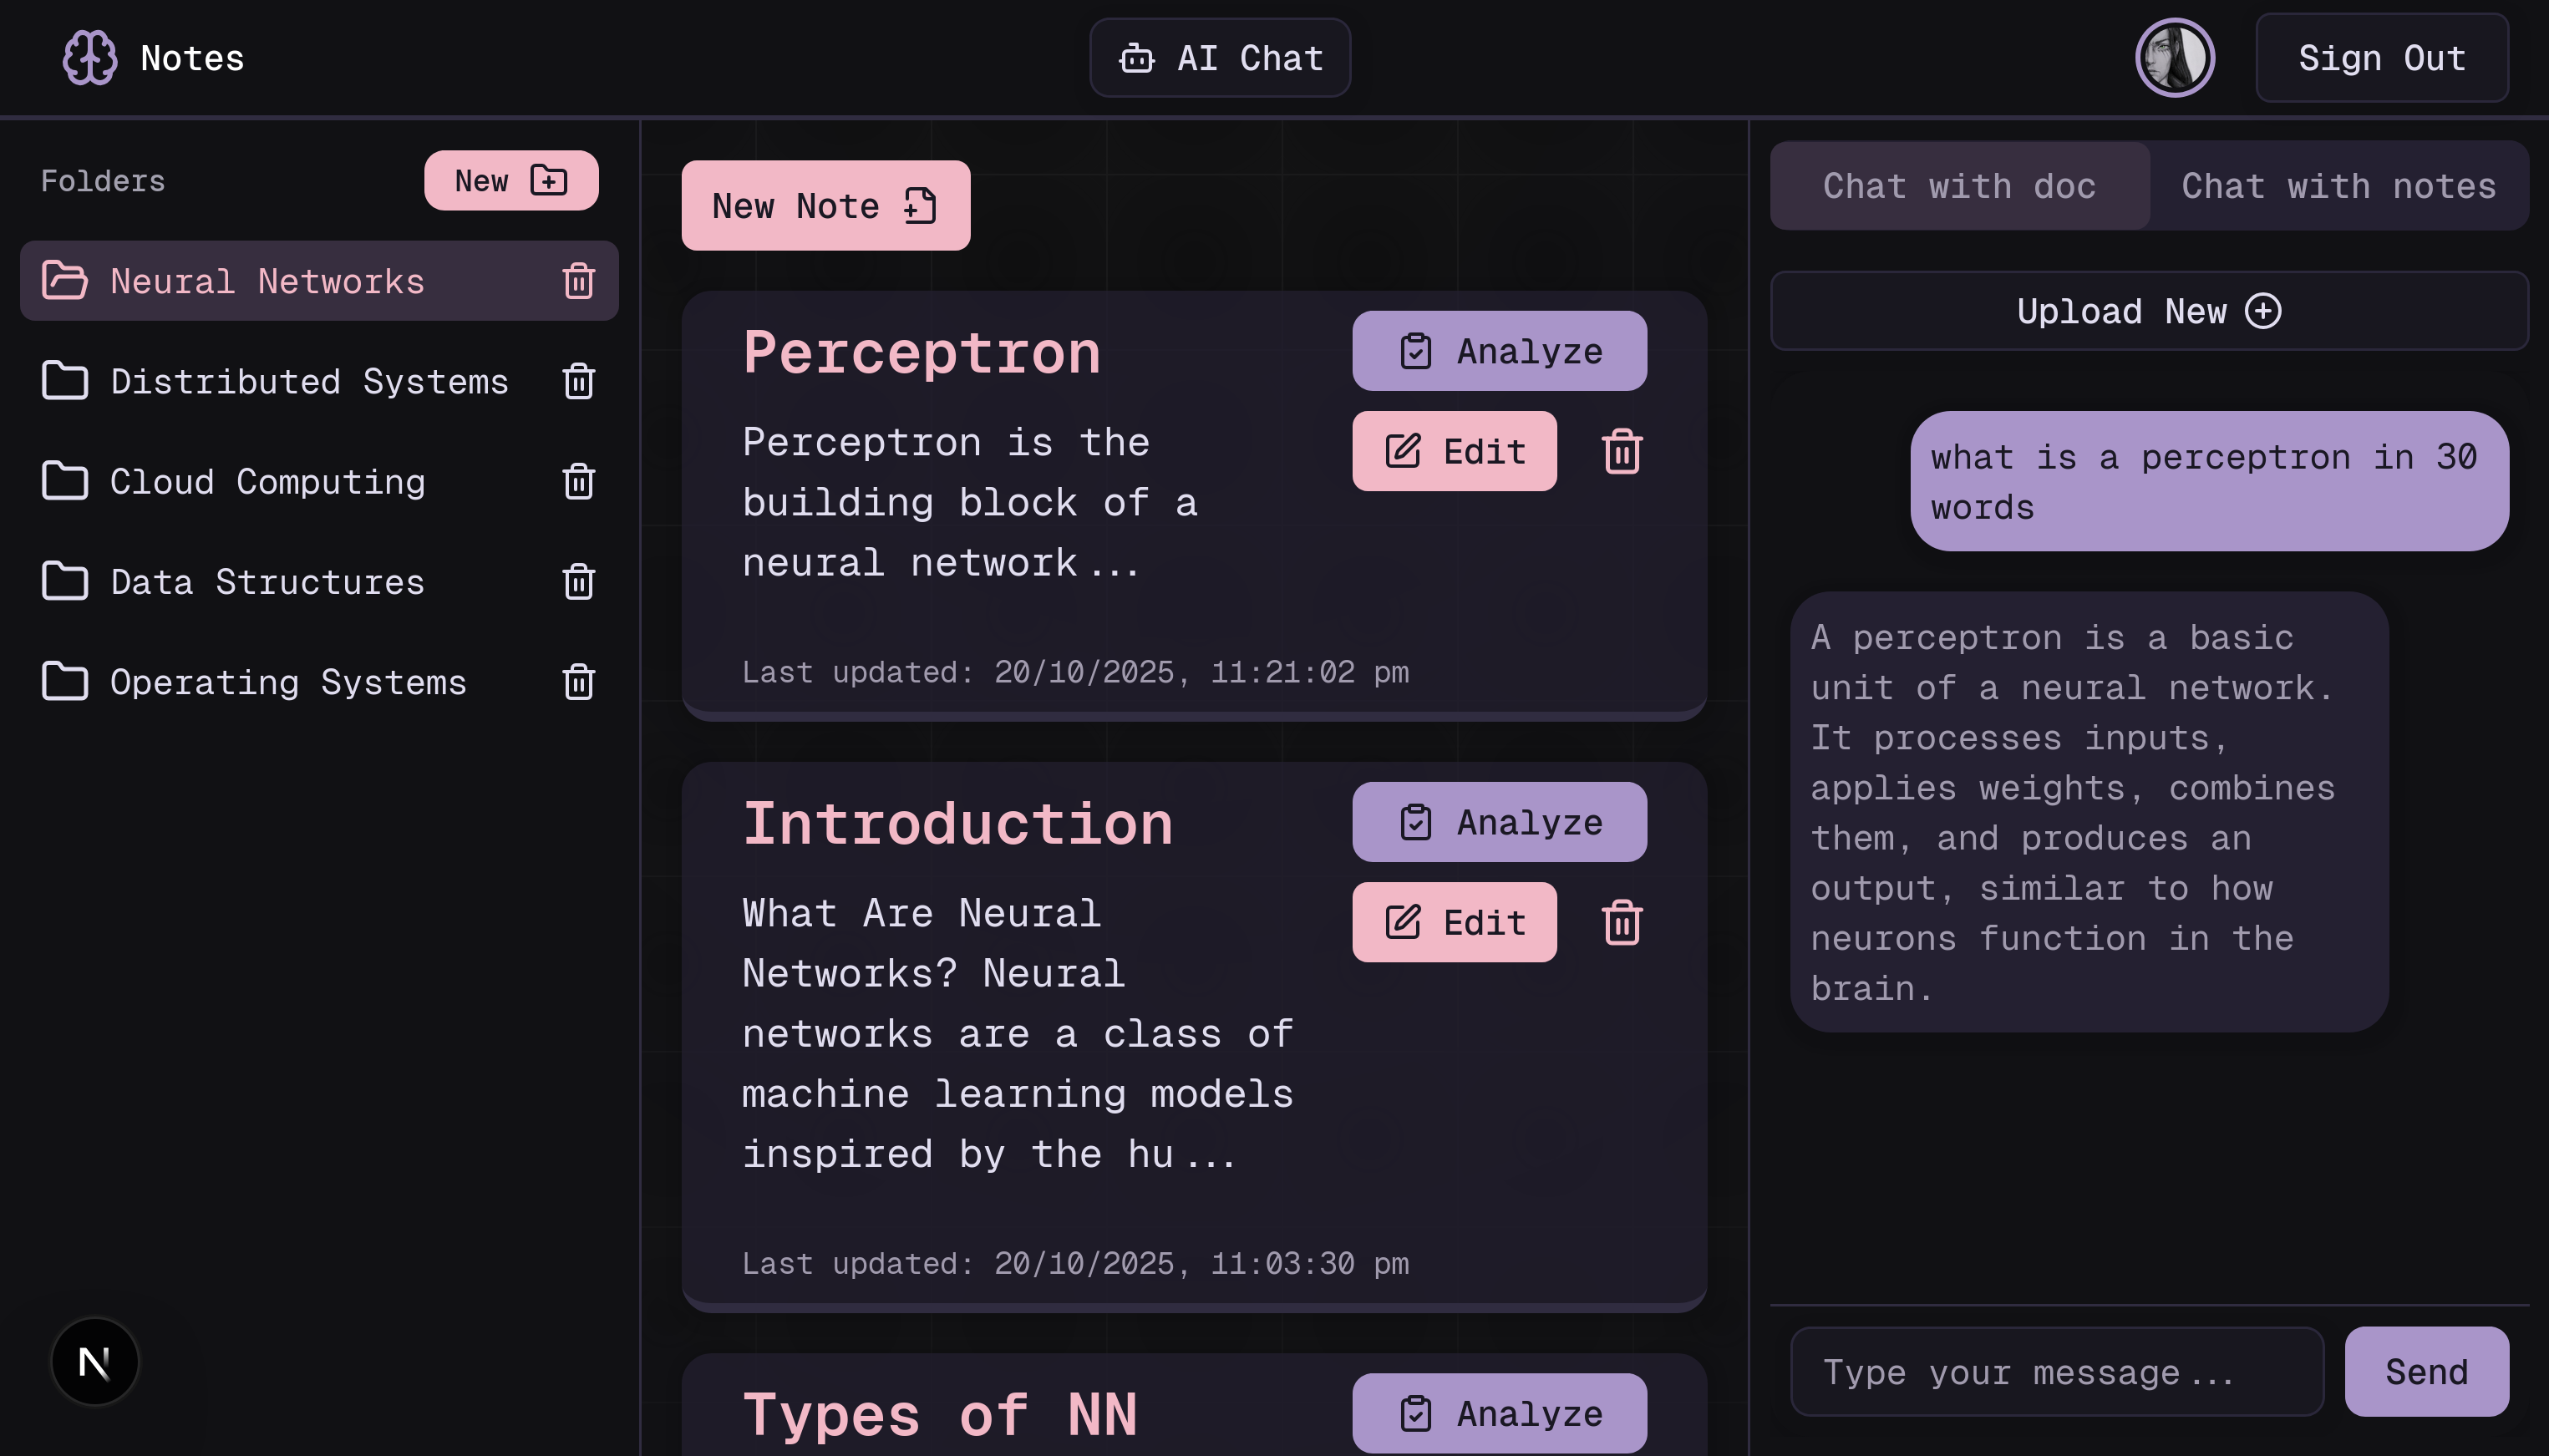 Notes
AI Chat
Sign Out
Folders
New
Neural Networks
Distributed Systems
Cloud Computing
Data Structures
Operating Systems
New Note
Perceptron
Analyze
Perceptron is the
building block of a
neural network...
Edit
Last updated: 20/10/2025, 11:21:02 pm
Introduction
Analyze
What Are Neural
Networks? Neural
networks are a class of
machine learning models
inspired by the hu...
Edit
Last updated: 20/10/2025, 11:03:30 pm
Types of NN
Analyze
Chat with doc
Chat with notes
Upload New
what is a perceptron in 30
words
A perceptron is a basic
unit of a neural network.
It processes inputs,
applies weights, combines
them, and produces an
output, similar to how
neurons function in the
brain.
Type your message...
Send
N